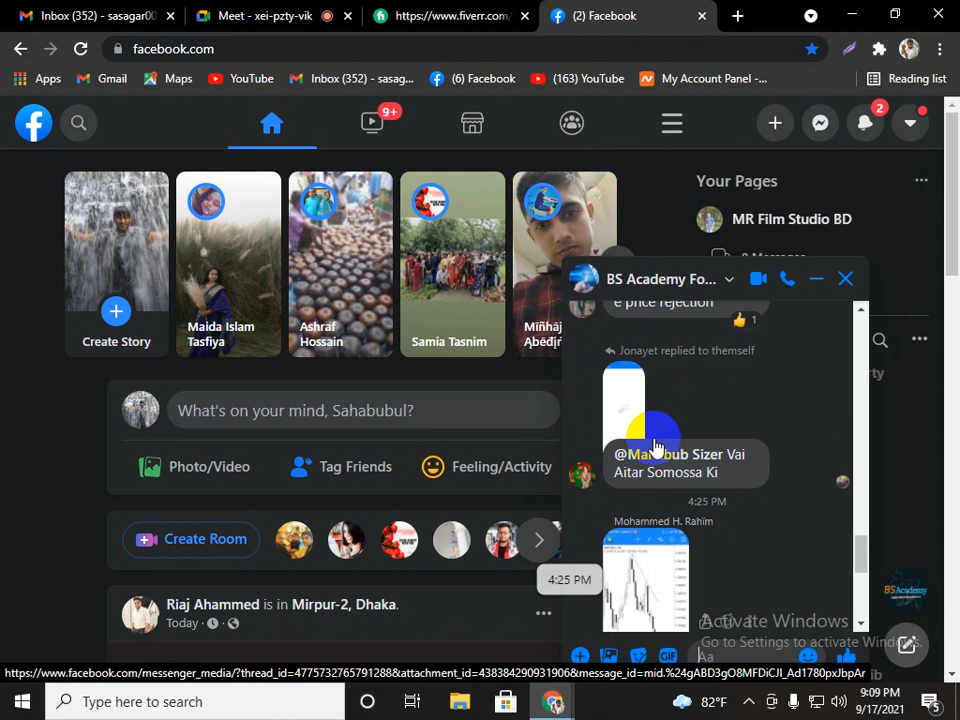 Inbox (352) - sasagar00
Meet - xei-pzty-vik
https://www.fiverr.com/
(2) Facebook
facebook.com
Apps
Gmail
Maps
YouTube
Inbox (352) - sasag...
(6) Facebook
(163) YouTube
My Account Panel -...
Reading list
9+
2
Your Pages
MR Film Studio BD
Create Story
Maida Islam
Tasfiya
Ashraf
Hossain
Samia Tasnim
BS Academy Fo...
e price rejection
1
Jonayet replied to themself
What's on your mind, Sahabubul?
Photo/Video
Tag Friends
Feeling/Activity
Sizer Vai
Aitar Somossa Ki
4:25 PM
Mohammed H. Rahim
Create Room
4:25 PM
BSAcademy
Riaj Ahammed is in Mirpur-2, Dhaka.
Today
Activate Windows
Go to Settings to activate Windows.
Aa
https://www.facebook.com/messenger_media/?thread_id=4775732765791288&attachment_id=438384290931906&message_id=mid.%24gABD3gO8MFDiCJI_Ad1780pxJbpAr
Type here to search
82°F
9:09 PM
9/17/2021
5